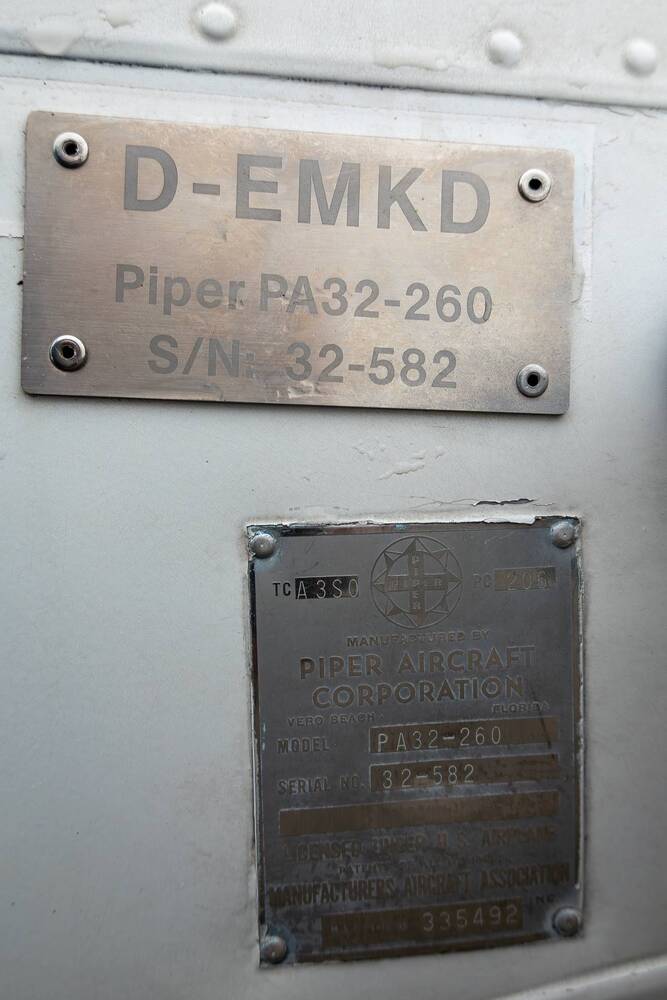 D-EMKD
Piper PA32-260
S/N: 32-582
TC A3SO
PIPER
PIPER
PC 206
MANUFACTURED BY
PIPER AIRCRAFT
CORPORATION
VERO BEACH FLORIDA
MODEL PA32-260
SERIAL NO. 32-582
LICENSED UNDER U.S. AIRPLANE
MANUFACTURERS AIRCRAFT ASSOCIATION
INC
335492